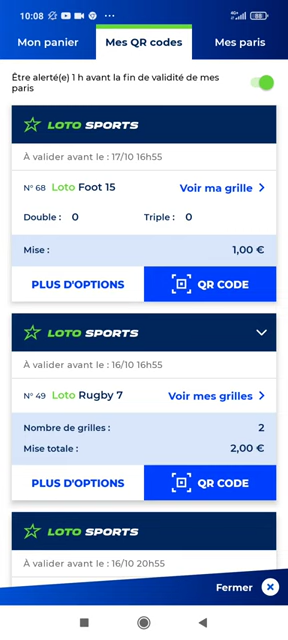 10:08 ... 4G+ 88
Mon panier Mes QR codes Mes paris
Être alerté(e) 1 h avant la fin de validité de mes
paris
LOTO SPORTS
À valider avant le : 17/10 16h55
N° 68 Loto Foot 15 Voir ma grille
Double : 0 Triple : 0
Mise : 1,00 €
PLUS D'OPTIONS QR CODE
LOTO SPORTS
À valider avant le : 16/10 16h55
N° 49 Loto Rugby 7 Voir mes grilles
Nombre de grilles : 2
Mise totale : 2,00 €
PLUS D'OPTIONS QR CODE
LOTO SPORTS
À valider avant le : 16/10 20h55
Fermer